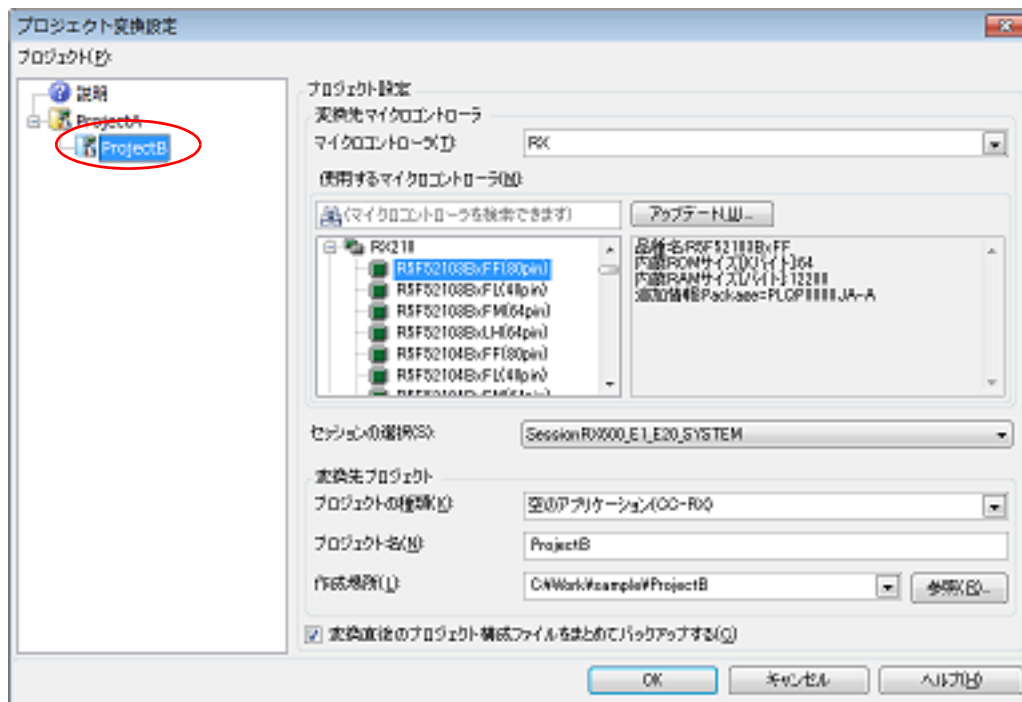 プロジェクト変換設定
プロジェクト(P):
説明
ProjectA
ProjectB
プロジェクト設定
変換先マイクロコントローラ
マイクロコントローラ(T):
RX
使用するマイクロコントローラ(M):
(マイクロコントローラを検索できます)
アップデート(U)...
RX210
R5F52103BxFF(80pin)
R5F52103BxFL(48pin)
R5F52103BxFM(64pin)
R5F52103BxLH(64pin)
R5F52104BxFF(80pin)
R5F52104BxFL(48pin)
R5F52104BxFM(64pin)
品種名:R5F52103BxFF
内蔵ROMサイズ[Kバイト]:64
内蔵RAMサイズ[バイト]:12288
追加情報:Package=PLQP0080JA-A
セッションの選択(S):
SessionRX600_E1_E20_SYSTEM
変換先プロジェクト
プロジェクトの種類(K):
空のアプリケーション(CC-RX)
プロジェクト名(N):
ProjectB
作成場所(L):
C:¥Work¥sample¥ProjectB
参照(R)...
変換直後のプロジェクト構成ファイルをまとめてバックアップする(C)
OK
キャンセル
ヘルプ(H)